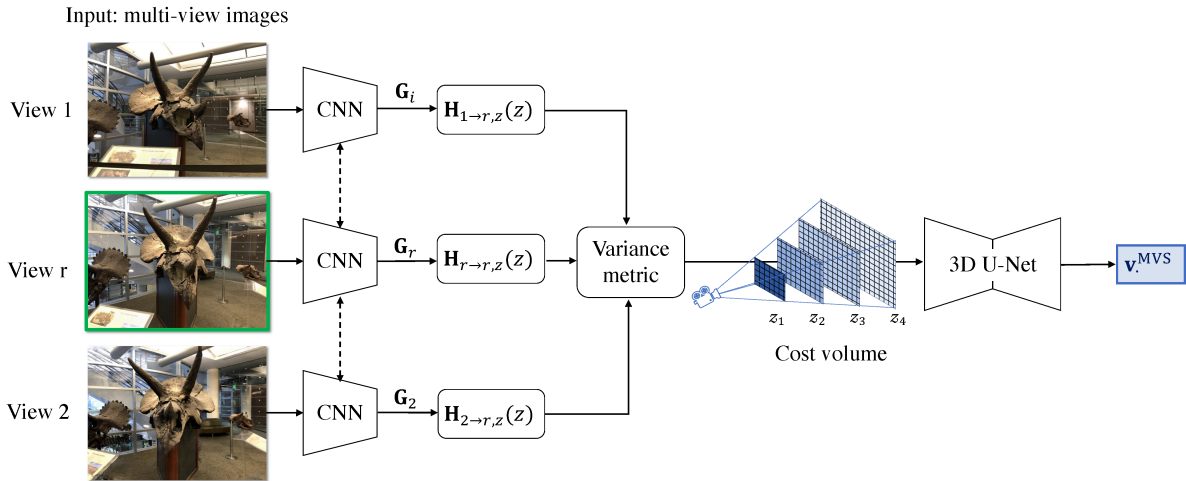 Input: multi-view images
View 1
CNN
G_i
H_{1→r,z}(z)
View r
CNN
G_r
H_{r→r,z}(z)
Variance
metric
z_1
z_2
z_3
z_4
Cost volume
3D U-Net
v.^MVS
View 2
CNN
G_2
H_{2→r,z}(z)